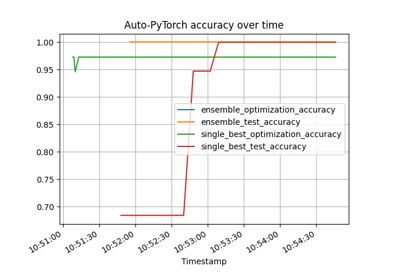 Auto-PyTorch accuracy over time
1.00
0.95
0.90
0.85
0.80
0.75
0.70
ensemble_optimization_accuracy
ensemble_test_accuracy
single_best_optimization_accuracy
single_best_test_accuracy
10:51:00
10:51:30
10:52:00
10:52:30
10:53:00
10:53:30
10:54:00
10:54:30
Timestamp